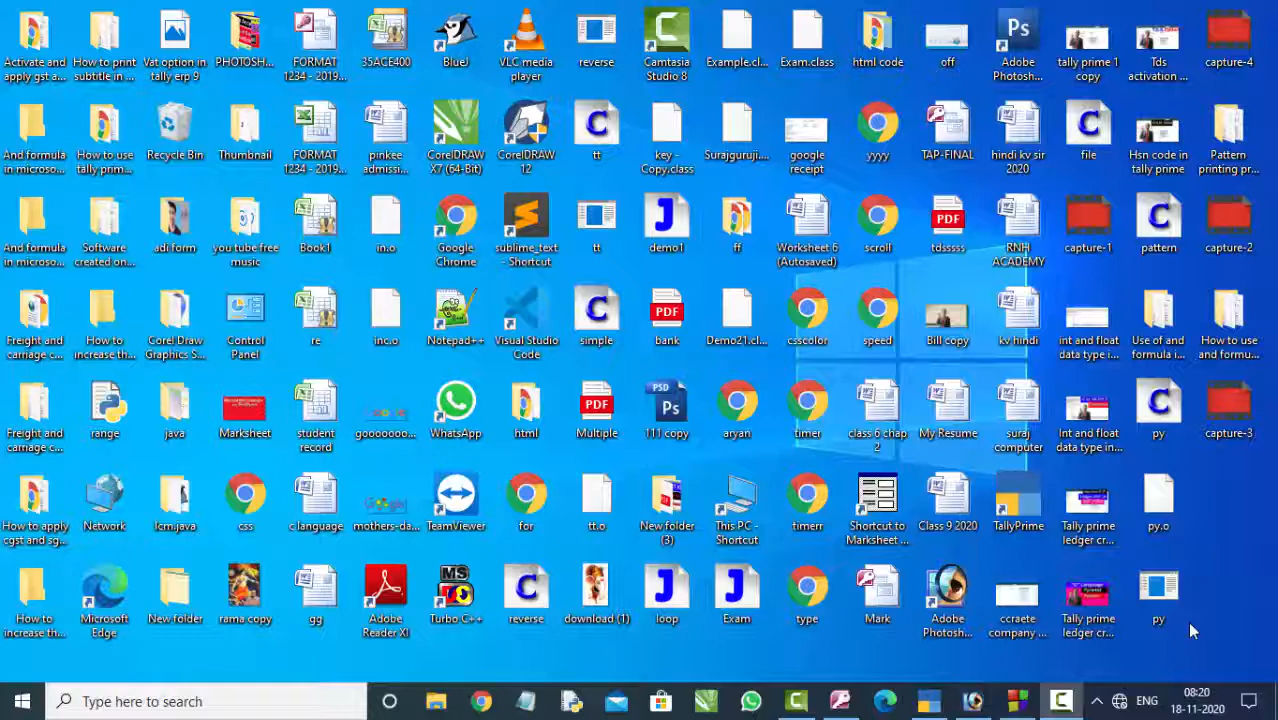 Activate and apply gst a...
How to print subtitle in ...
Vat option in tally erp 9
PHOTOSH...
FORMAT 1234 - 2019...
35ACE400
BlueJ
VLC media player
reverse
Camtasia Studio 8
Example.cl...
Exam.class
html code
off
Ps
Adobe Photosh...
tally prime 1 copy
Tds activation ...
capture-4
And formula in microso...
How to use tally prim...
Recycle Bin
Thumbnail
FORMAT 1234 - 2019...
pinkee admissi...
CorelDRAW X7 (64-Bit)
CorelDRAW 12
C
tt
key - Copy.class
Surajguruji....
google receipt
yyyy
TAP-FINAL
hindi kv sir 2020
C
file
Hsn code in tally prime
Pattern printing pr...
And formula in microso...
Software created on...
adi form
you tube free music
Book1
in.o
Google Chrome
sublime_text - Shortcut
tt
J
demo1
ff
Worksheet 6 (Autosaved)
scroll
PDF
tdsssss
RNH ACADEMY
capture-1
C
pattern
capture-2
Freight and carriage c...
How to increase th...
Corel Draw Graphics S...
Control Panel
re
inc.o
Notepad++
Visual Studio Code
C
simple
PDF
bank
Demo21.cl...
csscolor
speed
Bill copy
kv hindi
int and float data type i...
Use of and formula i...
How to use and formu...
Freight and carriage c...
range
java
Marksheet
student record
goooooooo...
WhatsApp
html
PDF
Multiple
PSD
Ps
111 copy
aryan
timer
class 6 chap 2
My Resume
suraj computer
Int and float data type in...
C
py
capture-3
How to apply cgst and sg...
Network
lcm.java
css
c language
mothers-da...
TeamViewer
for
tt.o
New folder (3)
This PC - Shortcut
timerr
Shortcut to Marksheet ...
Class 9 2020
TallyPrime
Tally prime ledger cr...
py.o
How to increase th...
Microsoft Edge
New folder
rama copy
gg
Adobe Reader XI
MS
Turbo C++
C
reverse
download (1)
J
loop
J
Exam
type
Mark
Adobe Photosh...
ccraete company ...
Tally prime ledger cr...
py
Type here to search
ENG
08:20
18-11-2020